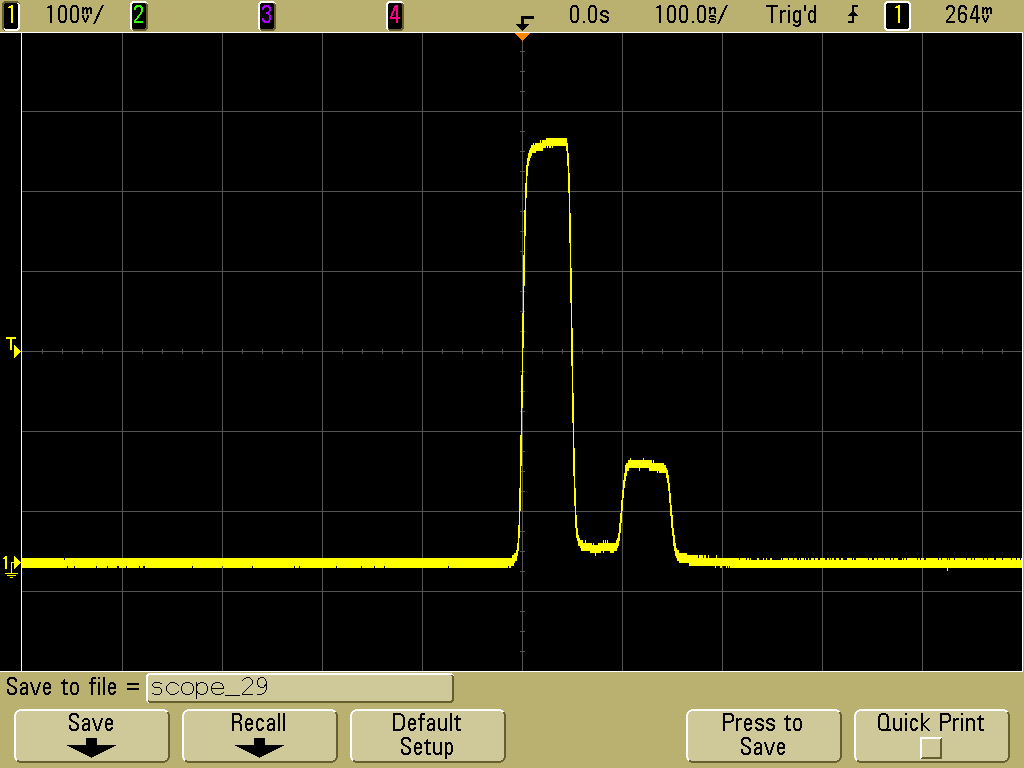 1 100mV/ 2 3 4 0.0s 100.0ns/ Trig'd 1 264mV
T
1
Save to file = scope_29
Save Recall Default Setup Press to Save Quick Print